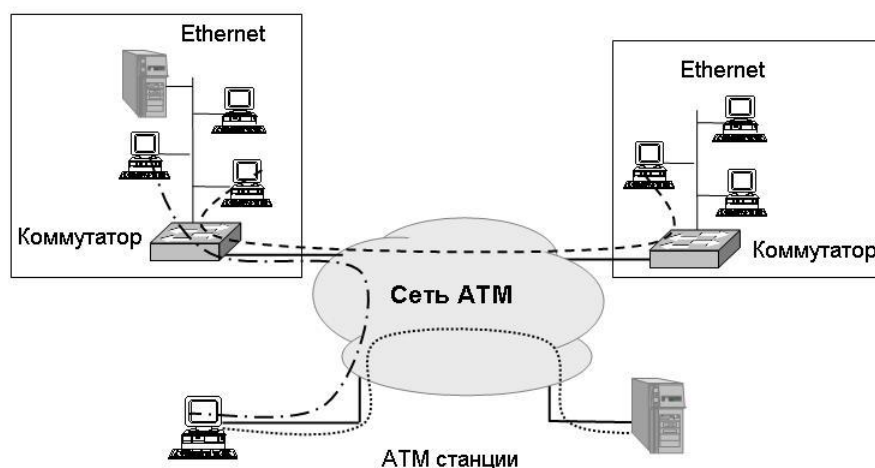 Ethernet
Ethernet
Коммутатор
Коммутатор
Сеть АТМ
АТМ станции